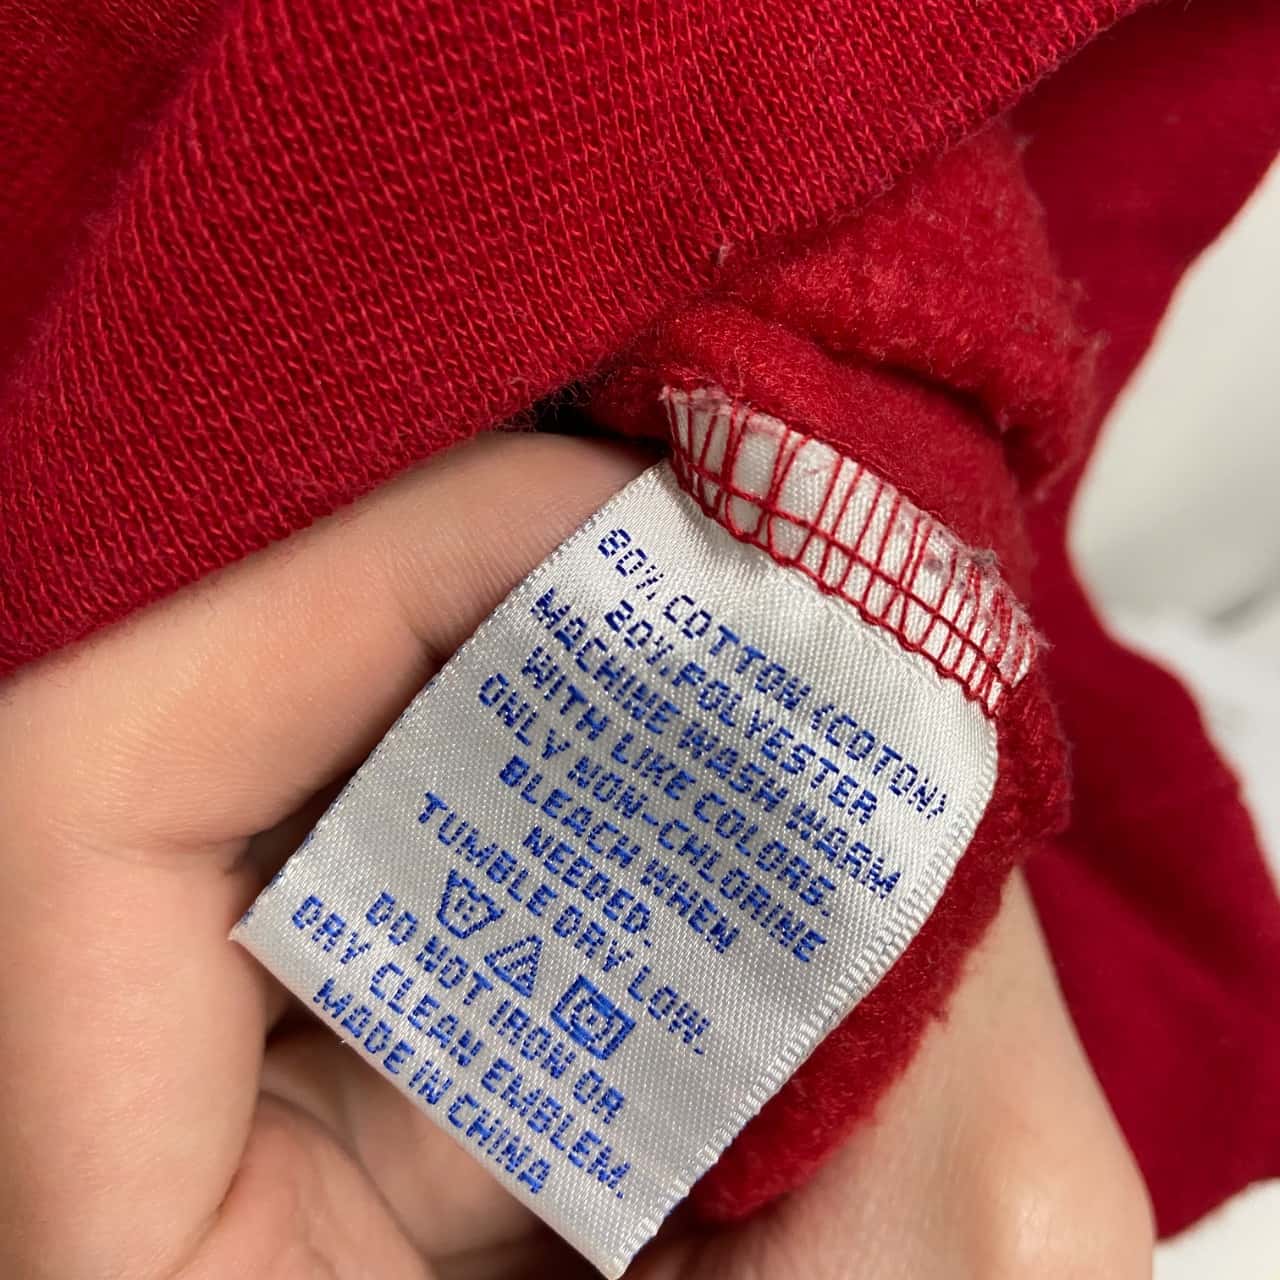 80% COTTON (COTON)
20% POLYESTER
MACHINE WASH WARM
WITH LIKE COLORS.
ONLY NON-CHLORINE
BLEACH WHEN
NEEDED.
TUMBLE DRY LOW.
DO NOT IRON OR
DRY CLEAN EMBLEM.
MADE IN CHINA